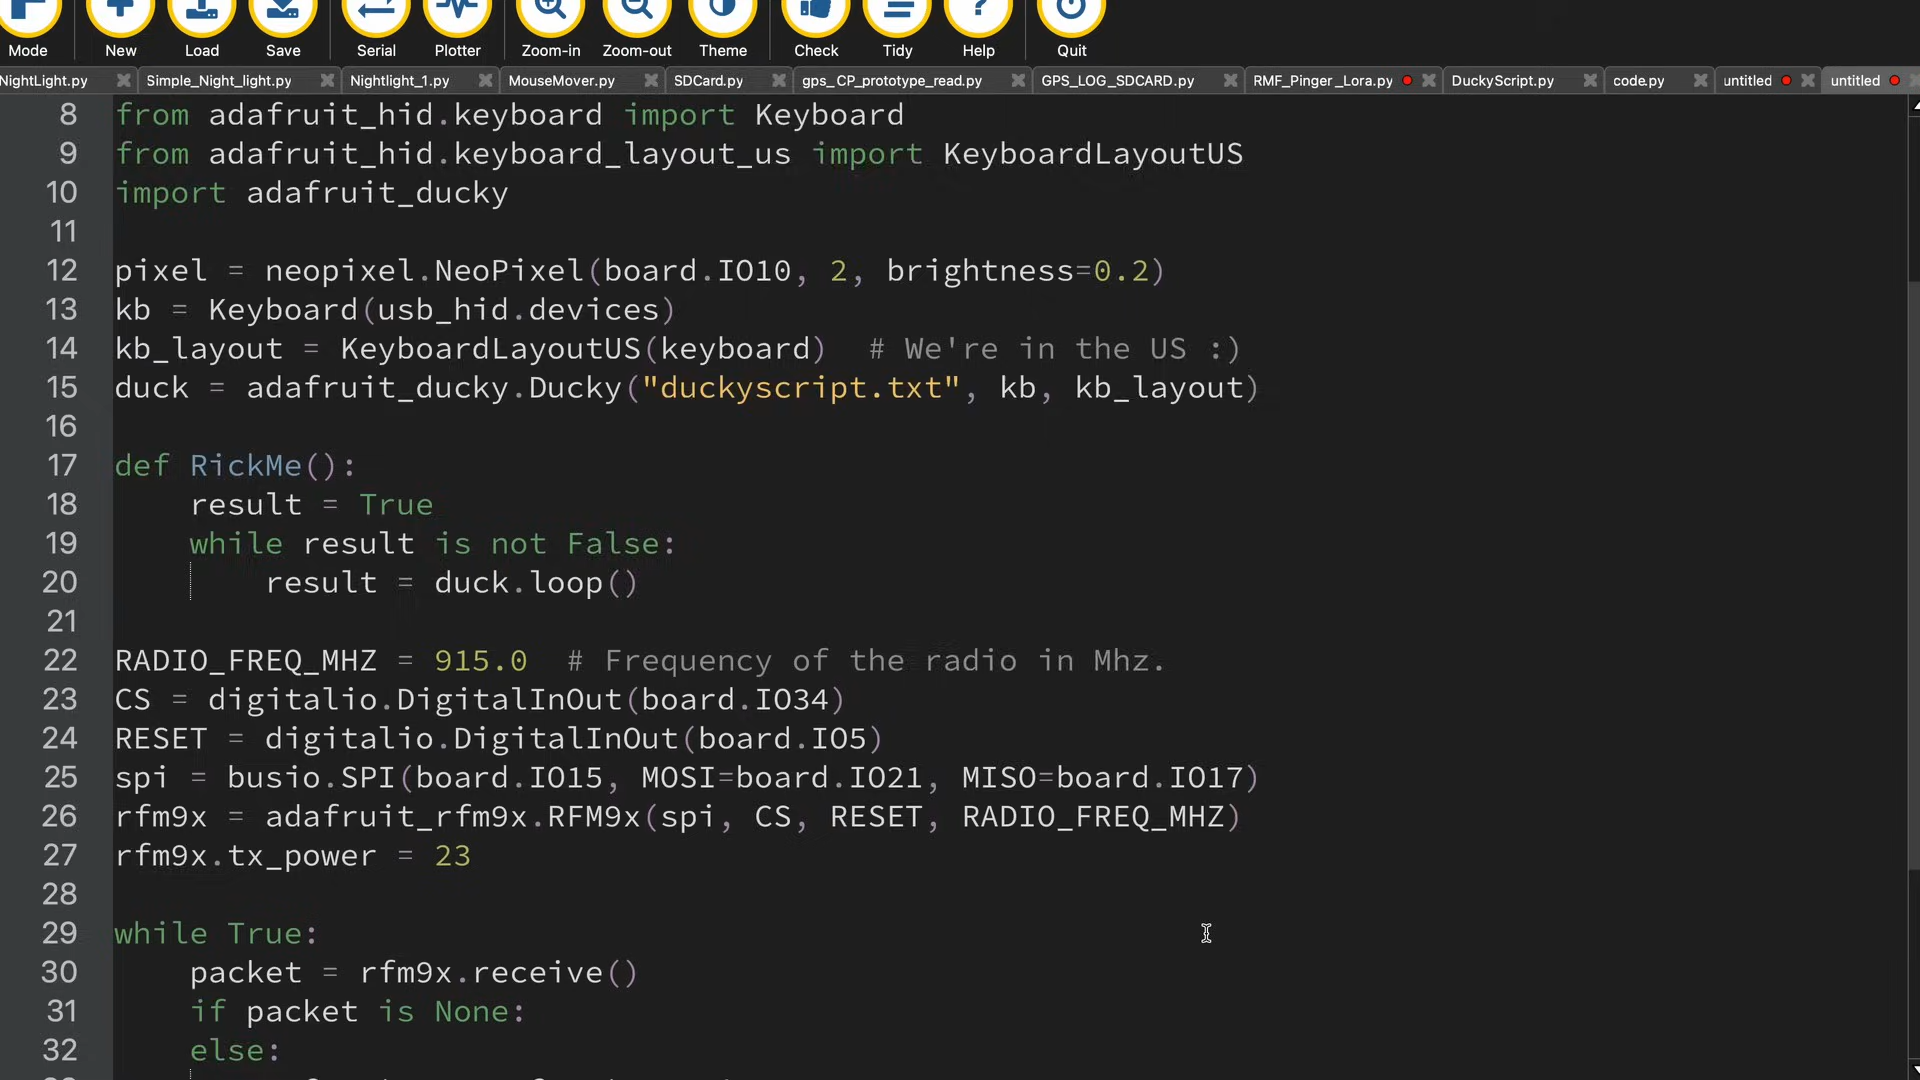 Mode New Load Save Serial Plotter Zoom-in Zoom-out Theme Check Tidy Help Quit
NightLight.py Simple_Night_light.py Nightlight_1.py MouseMover.py SDCard.py gps_CP_prototype_read.py GPS_LOG_SDCARD.py RMF_Pinger_Lora.py DuckyScript.py code.py untitled untitled
8 from adafruit_hid.keyboard import Keyboard
9 from adafruit_hid.keyboard_layout_us import KeyboardLayoutUS
10 import adafruit_ducky
11
12 pixel = neopixel.NeoPixel(board.IO10, 2, brightness=0.2)
13 kb = Keyboard(usb_hid.devices)
14 kb_layout = KeyboardLayoutUS(keyboard)  # We're in the US :)
15 duck = adafruit_ducky.Ducky("duckyscript.txt", kb, kb_layout)
16
17 def RickMe():
18     result = True
19     while result is not False:
20         result = duck.loop()
21
22 RADIO_FREQ_MHZ = 915.0  # Frequency of the radio in Mhz.
23 CS = digitalio.DigitalInOut(board.IO34)
24 RESET = digitalio.DigitalInOut(board.IO5)
25 spi = busio.SPI(board.IO15, MOSI=board.IO21, MISO=board.IO17)
26 rfm9x = adafruit_rfm9x.RFM9x(spi, CS, RESET, RADIO_FREQ_MHZ)
27 rfm9x.tx_power = 23
28
29 while True:
30     packet = rfm9x.receive()
31     if packet is None:
32     else: